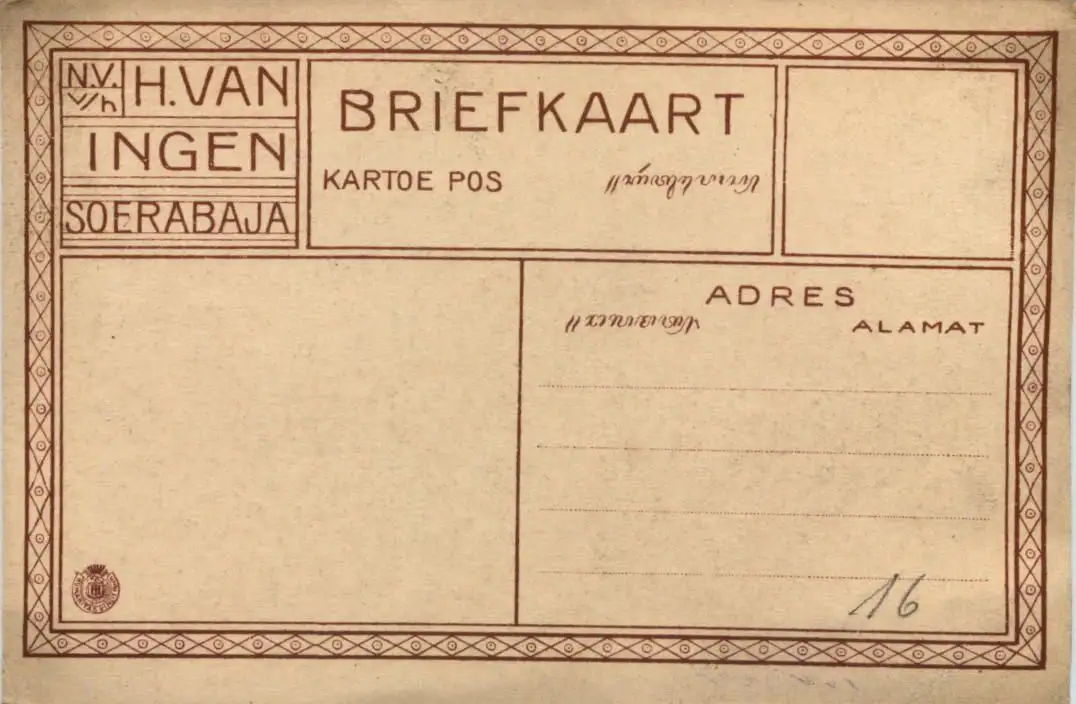 N.V.
v/h
H.VAN
INGEN
SOERABAJA
BRIEFKAART
KARTOE POS
ADRES
ALAMAT
16